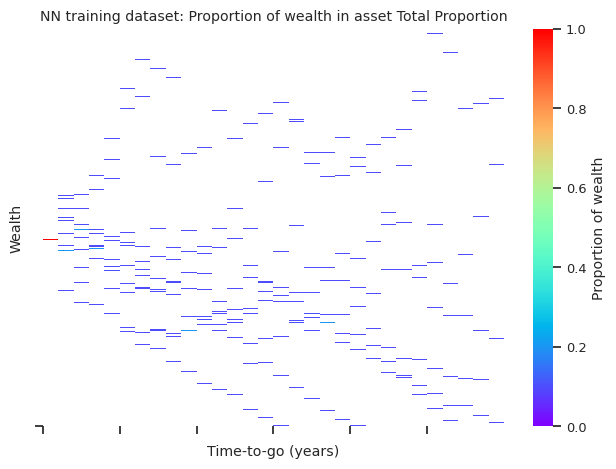 NN training dataset: Proportion of wealth in asset Total Proportion
Wealth
Time-to-go (years)
1.0
0.8
0.6
0.4
0.2
0.0
Proportion of wealth